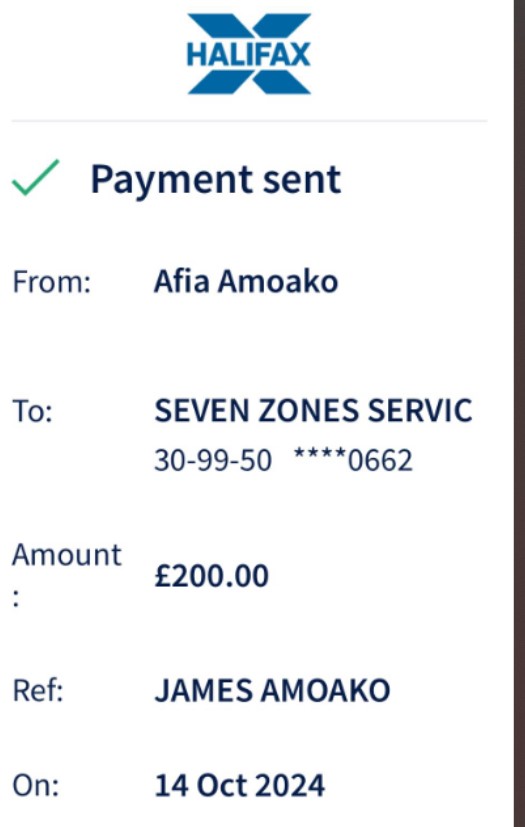 HALIFAX
Payment sent
From: Afia Amoako
To: SEVEN ZONES SERVIC
30-99-50 ****0662
Amount
: £200.00
Ref: JAMES AMOAKO
On: 14 Oct 2024